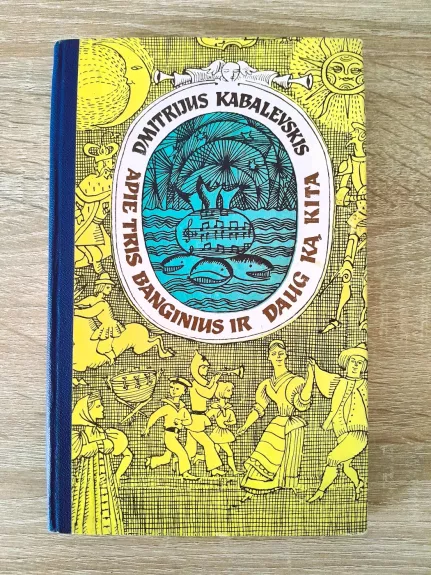 DMITRIJUS KABALEVSKIS
APIE TRIS BANGINIUS IR DAUG KĄ KITA